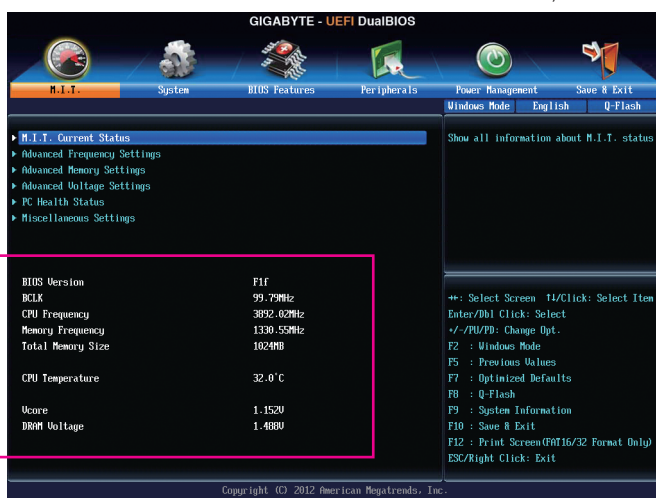 GIGABYTE - UEFI DualBIOS
M.I.T. System BIOS Features Peripherals Power Management Save & Exit
Windows Mode English Q-Flash
M.I.T. Current Status
Advanced Frequency Settings
Advanced Memory Settings
Advanced Voltage Settings
PC Health Status
Miscellaneous Settings
Show all information about M.I.T. status
BIOS Version F1f
BCLK 99.79MHz
CPU Frequency 3892.02MHz
Memory Frequency 1330.55MHz
Total Memory Size 1024MB
CPU Temperature 32.0°C
Vcore 1.152V
DRAM Voltage 1.488V
→←: Select Screen ↑↓/Click: Select Item
Enter/Dbl Click: Select
+/-/PU/PD: Change Opt.
F2 : Windows Mode
F5 : Previous Values
F7 : Optimized Defaults
F8 : Q-Flash
F9 : System Information
F10 : Save & Exit
F12 : Print Screen(FAT16/32 Format Only)
ESC/Right Click: Exit
Copyright (C) 2012 American Megatrends, Inc.